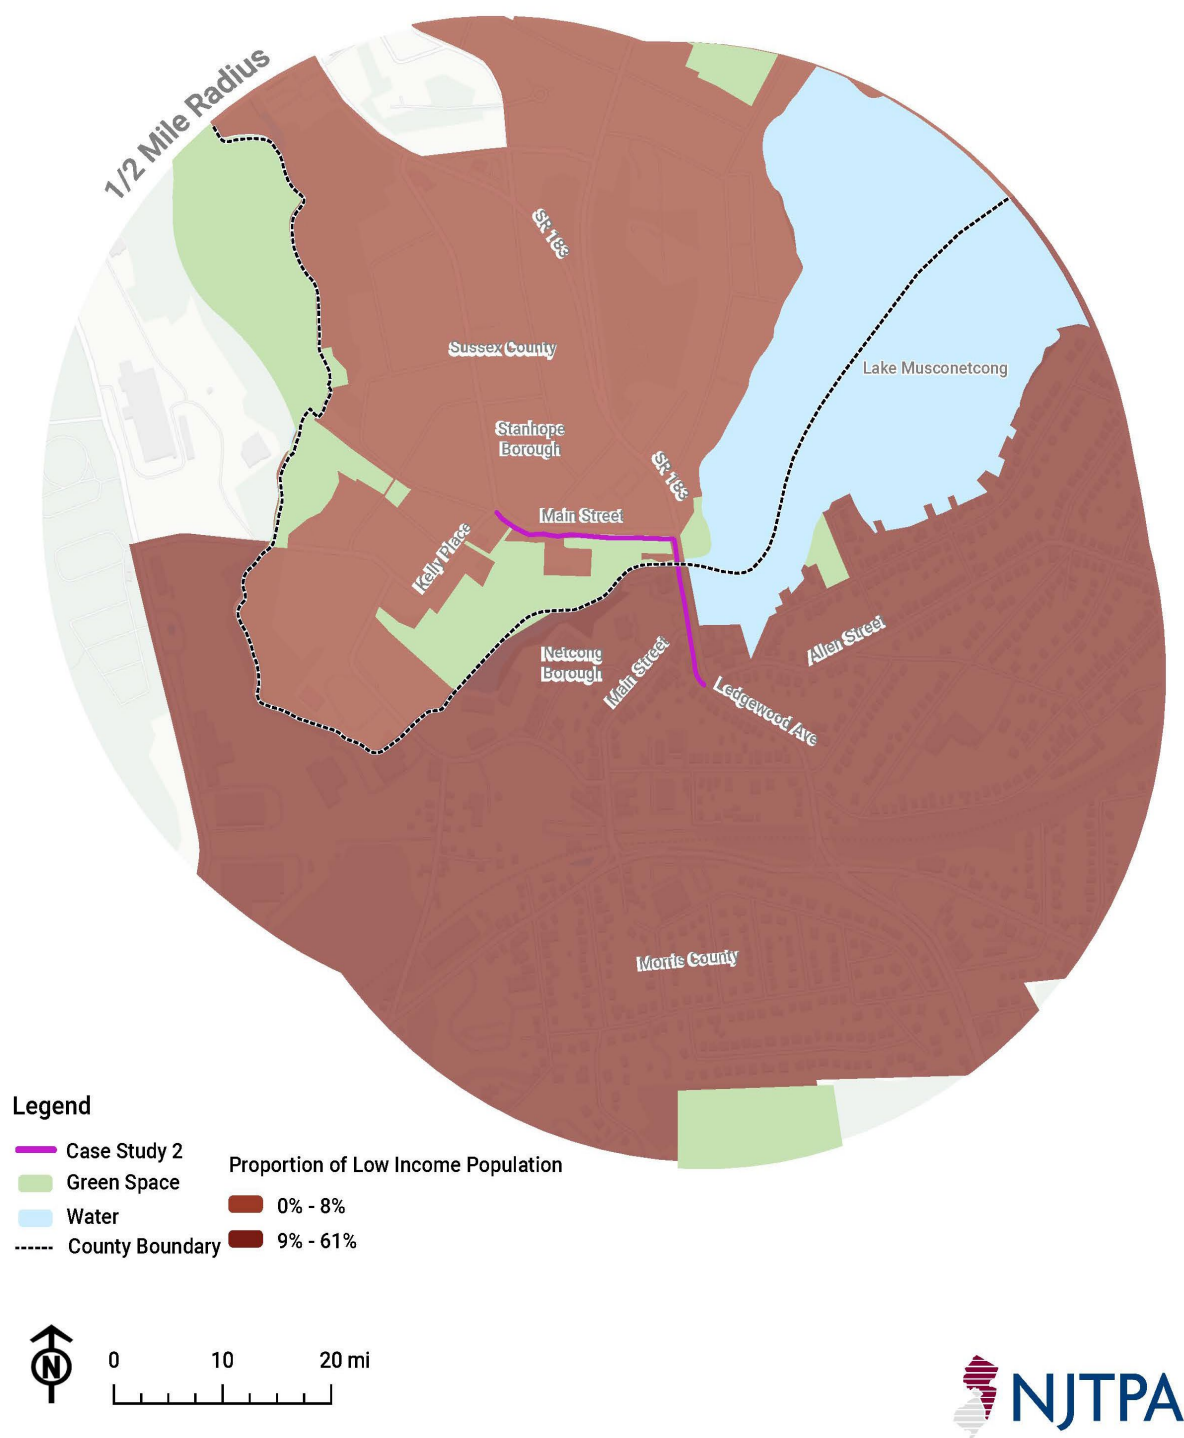 1/2 Mile Radius
SR 183
Sussex County
Lake Musconetcong
Stanhope
Borough
SR 183
Main Street
Kelly Place
Netcong
Borough
Main Street
Allen Street
Ledgewood Ave
Morris County
Legend
Case Study 2
Green Space
Water
County Boundary
Proportion of Low Income Population
0% - 8%
9% - 61%
N
0 10 20 mi
NJTPA